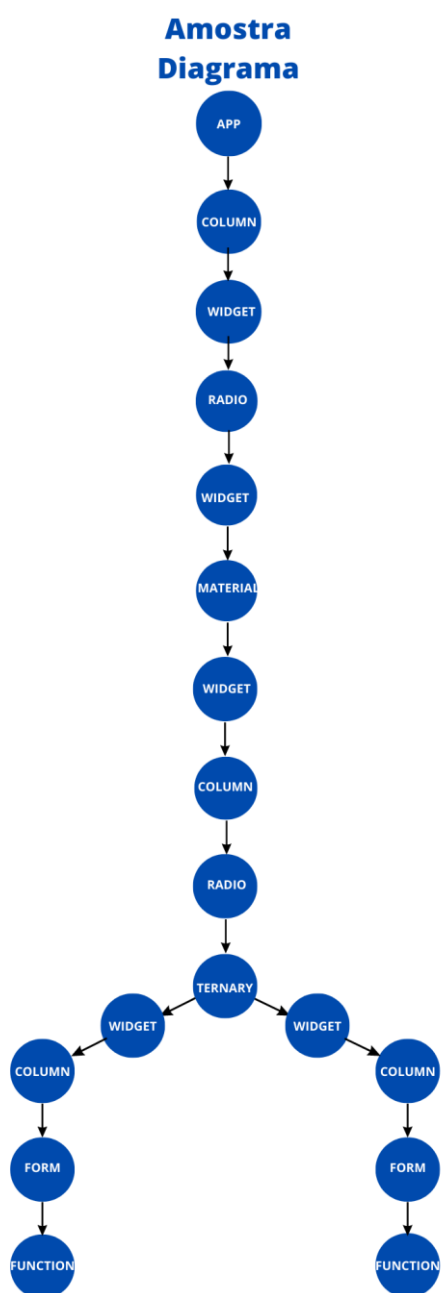 Amostra
Diagrama
APP
COLUMN
WIDGET
RADIO
WIDGET
MATERIAL
WIDGET
COLUMN
RADIO
TERNARY
WIDGET
WIDGET
COLUMN
COLUMN
FORM
FORM
FUNCTION
FUNCTION